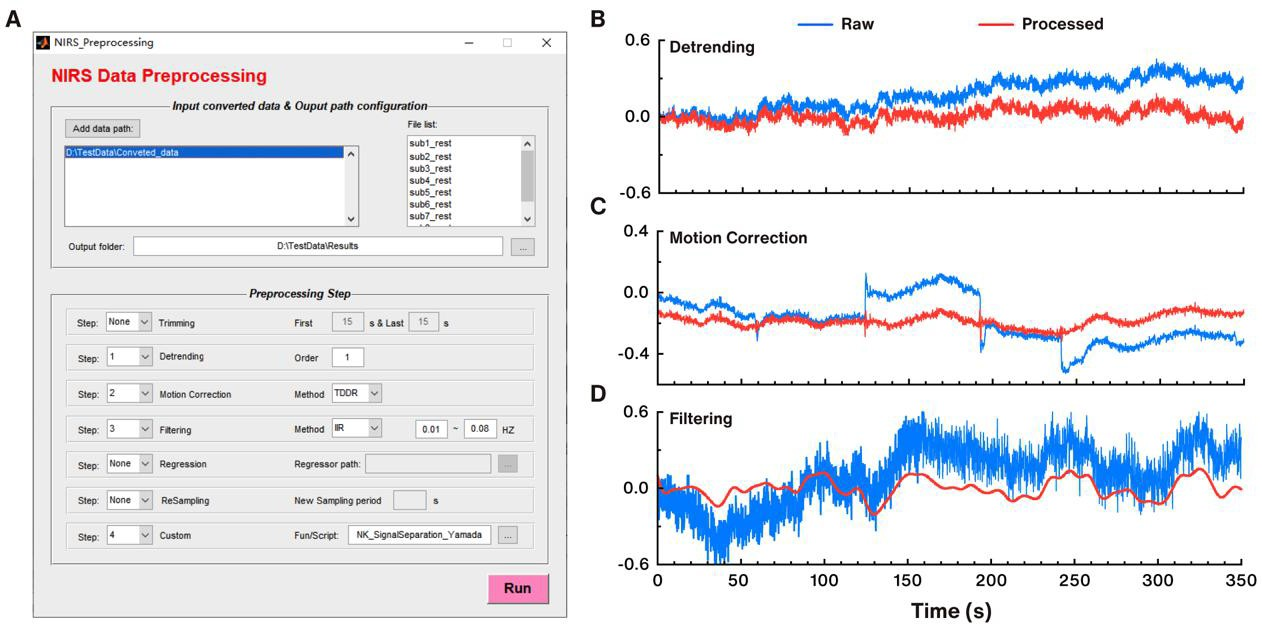 A
NIRS_Preprocessing
NIRS Data Preprocessing
Input converted data & Ouput path configuration
Add data path:
File list:
D:\TestData\Conveted_data
sub1_rest
sub2_rest
sub3_rest
sub4_rest
sub5_rest
sub6_rest
sub7_rest
Output folder: D:\TestData\Results ...
Preprocessing Step
Step: None Trimming First 15 s & Last 15 s
Step: 1 Detrending Order 1
Step: 2 Motion Correction Method TDDR
Step: 3 Filtering Method IIR 0.01 ~ 0.08 HZ
Step: None Regression Regressor path: ...
Step: None ReSampling New Sampling period s
Step: 4 Custom Fun/Script: NK_SignalSeparation_Yamada ...
Run
B
Raw Processed
0.6
Detrending
0.0
-0.6
C
0.4
Motion Correction
0.0
-0.4
D
0.6
Filtering
0.0
-0.6
0 50 100 150 200 250 300 350
Time (s)